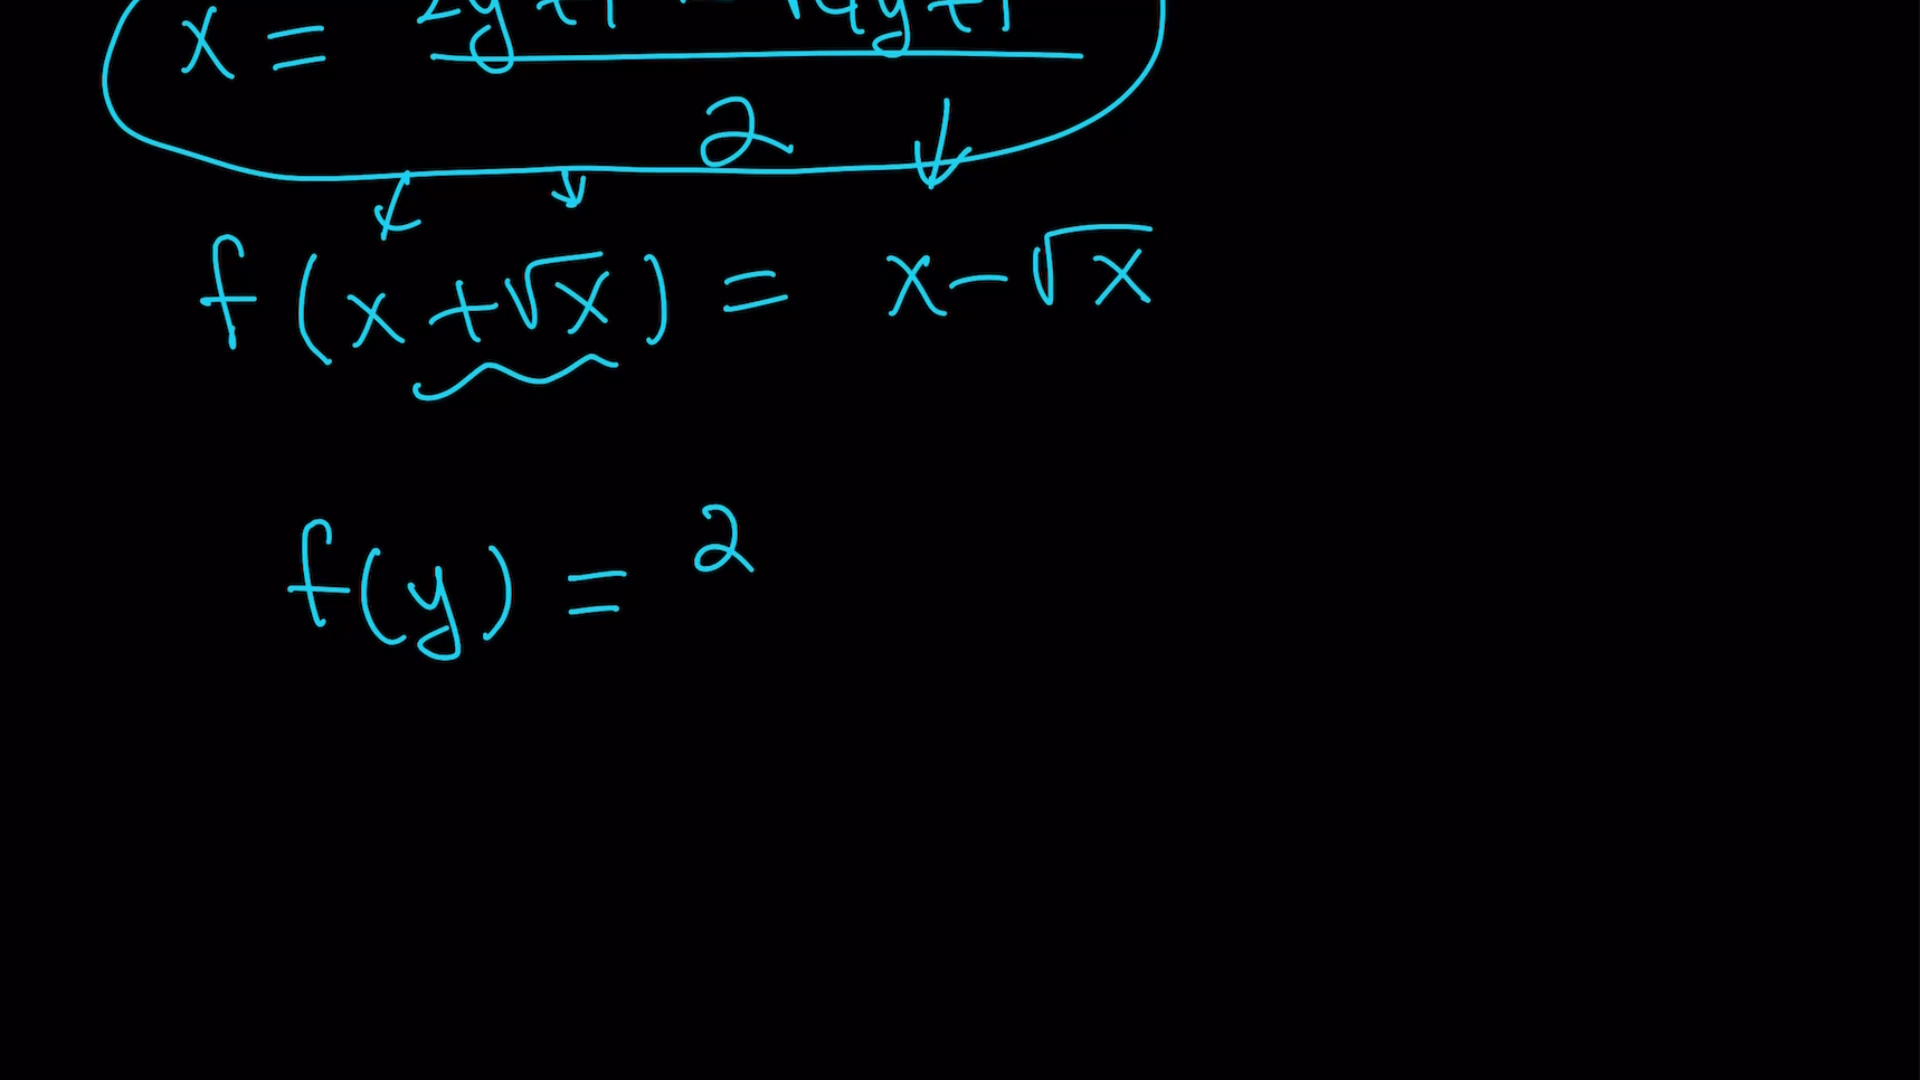 x = 2y+1 - √4y+1
2
f(x+√x) = x-√x
f(y) = 2